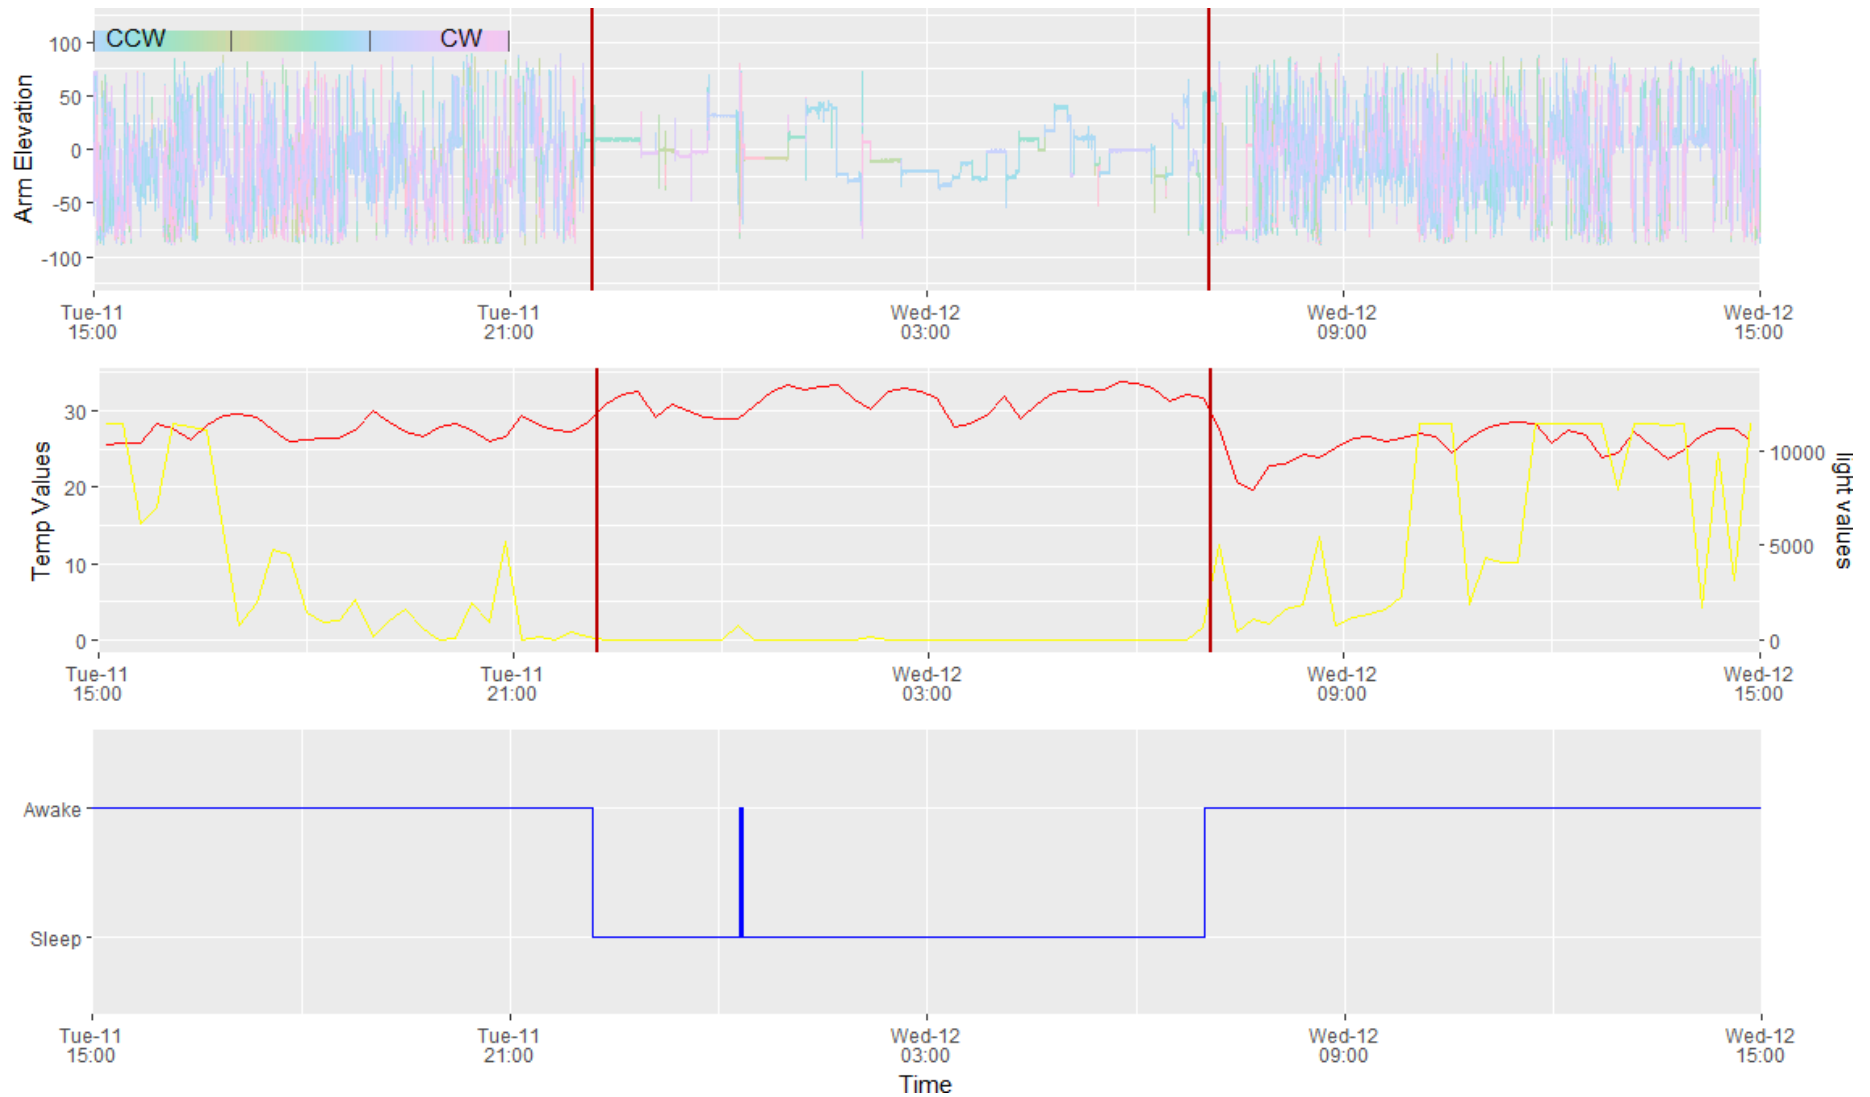 CCW CW
100
50
0
-50
-100
Arm Elevation
Tue-11 Tue-11 Wed-12 Wed-12 Wed-12
15:00 21:00 03:00 09:00 15:00
30
20
10
0
Temp Values
10000
5000
0
light values
Tue-11 Tue-11 Wed-12 Wed-12 Wed-12
15:00 21:00 03:00 09:00 15:00
Awake
Sleep
Tue-11 Tue-11 Wed-12 Wed-12 Wed-12
15:00 21:00 03:00 09:00 15:00
Time